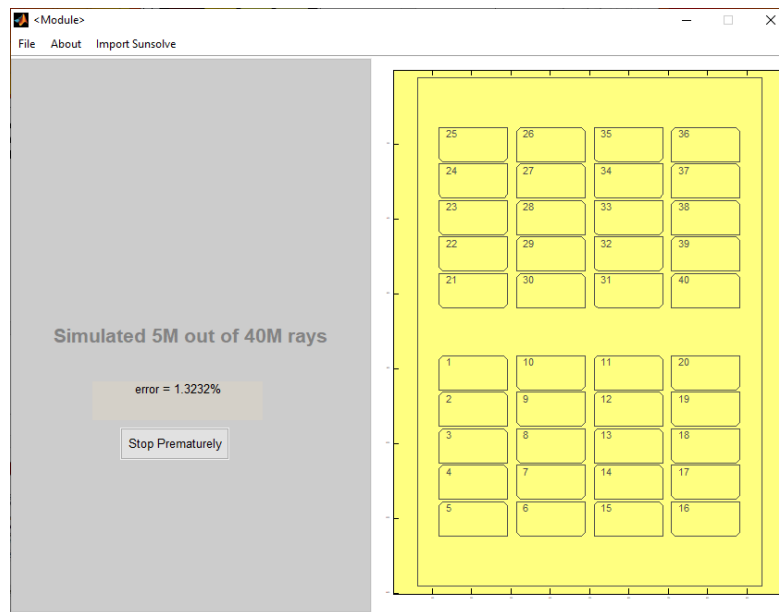 <Module>
File About Import Sunsolve
Simulated 5M out of 40M rays
error = 1.3232%
Stop Prematurely
25 26 35 36
24 27 34 37
23 28 33 38
22 29 32 39
21 30 31 40
1 10 11 20
2 9 12 19
3 8 13 18
4 7 14 17
5 6 15 16